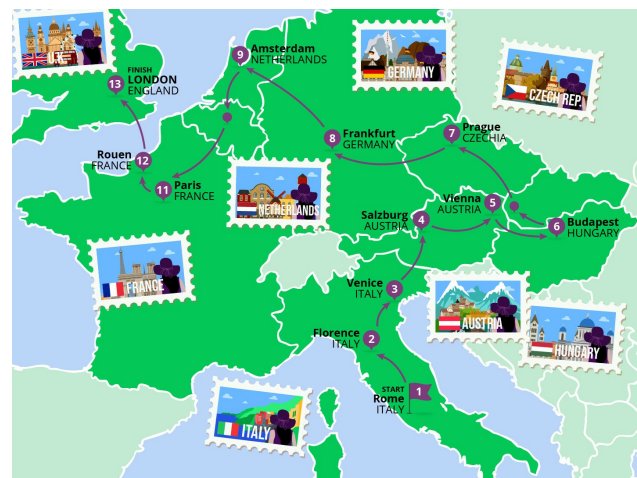 U.K.
GERMANY
CZECH REP.
9
Amsterdam
NETHERLANDS
FINISH
13
LONDON
ENGLAND
8
Frankfurt
GERMANY
7
Prague
CZECHIA
Rouen
12
FRANCE
11
Paris
FRANCE
NETHERLANDS
Vienna
5
AUSTRIA
Salzburg
4
AUSTRIA
6
Budapest
HUNGARY
FRANCE
Venice
3
ITALY
AUSTRIA
Florence
2
ITALY
HUNGARY
START
1
Rome
ITALY
ITALY